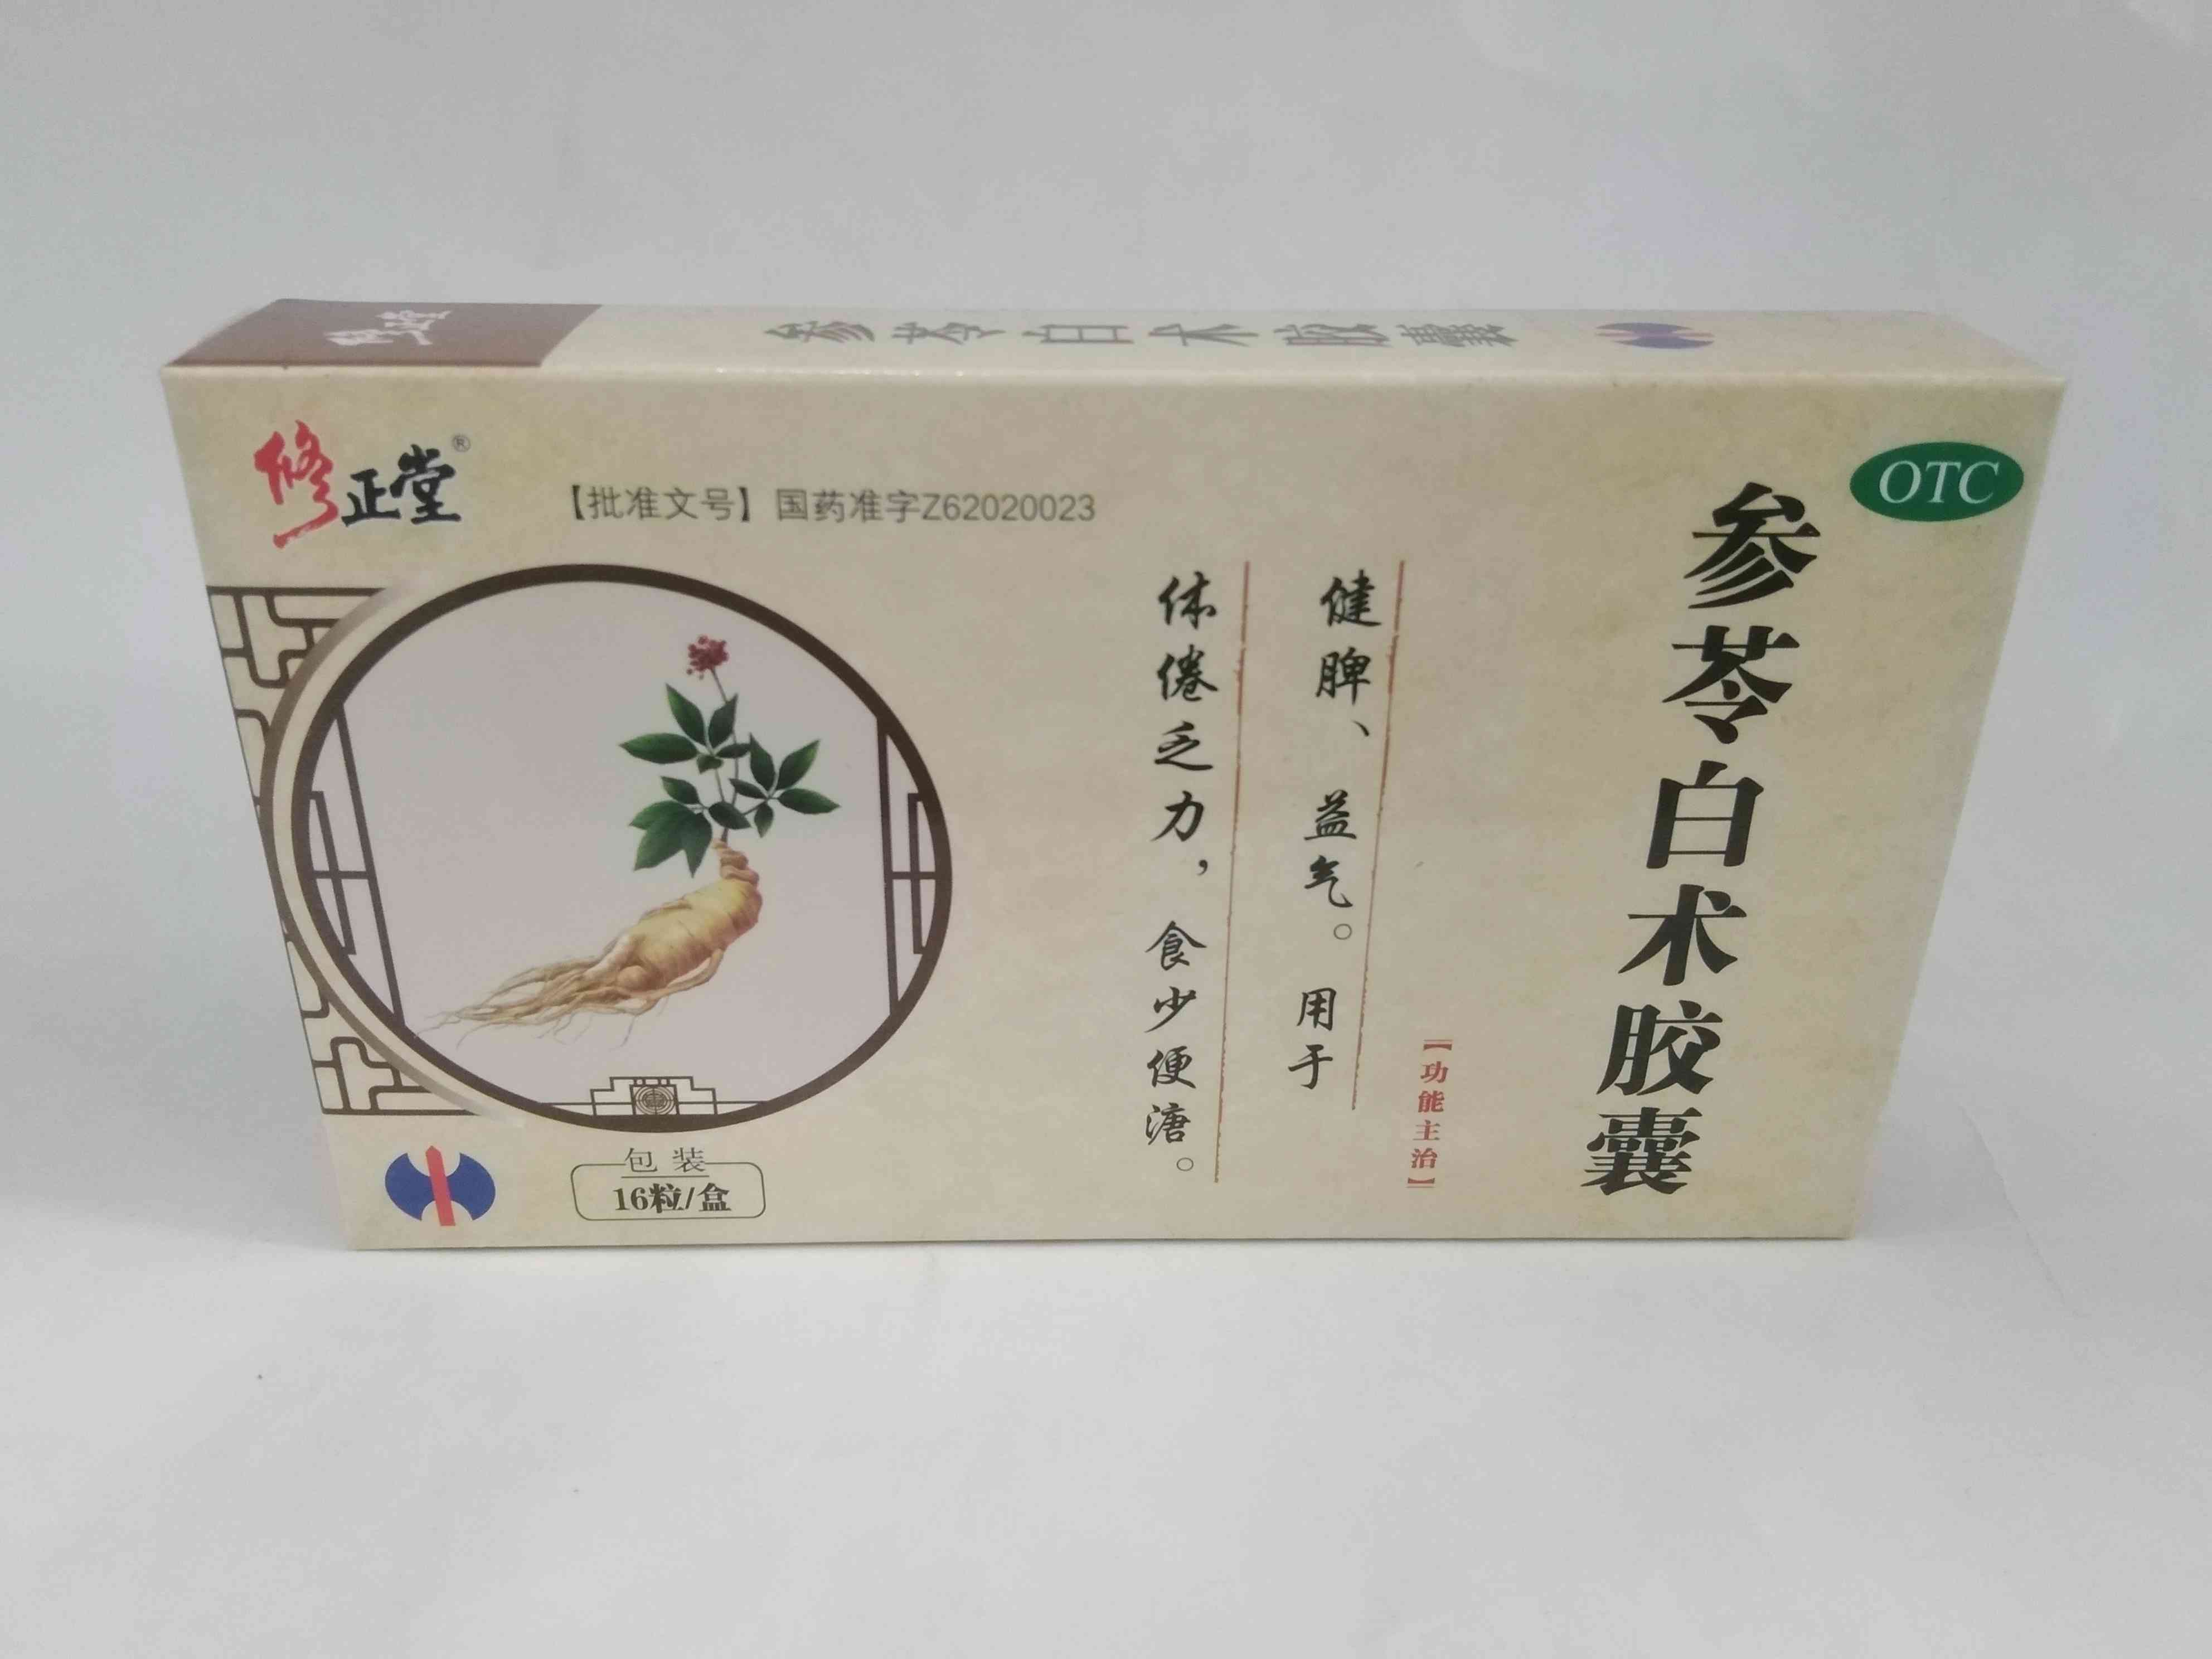 修正堂
参苓白术胶囊
修正堂®
【批准文号】国药准字Z62020023
OTC
参苓白术胶囊
【功能主治】
健脾、益气。用于
体倦乏力，食少便溏。
包装
16粒/盒